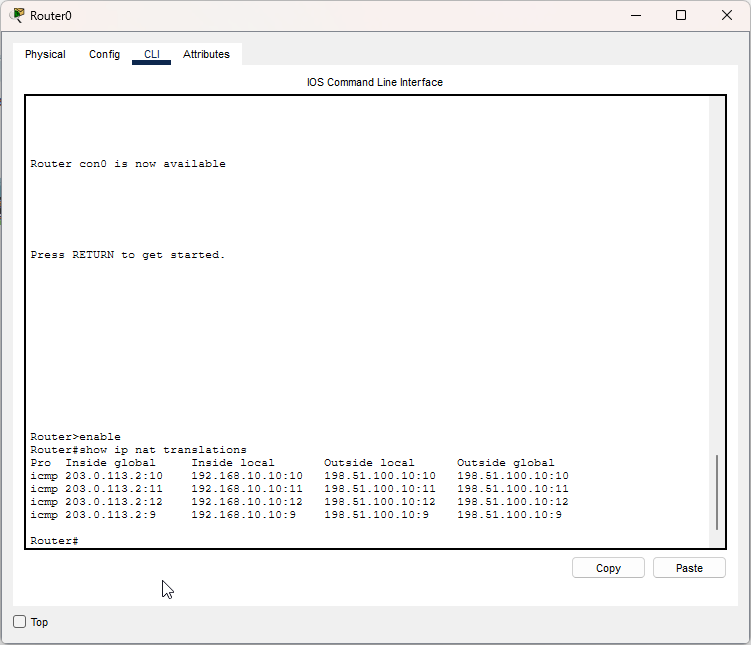 Router0
Physical Config CLI Attributes
IOS Command Line Interface
Router con0 is now available
Press RETURN to get started.
Router>enable
Router#show ip nat translations
Pro  Inside global     Inside local       Outside local      Outside global
icmp 203.0.113.2:10    192.168.10.10:10   198.51.100.10:10   198.51.100.10:10
icmp 203.0.113.2:11    192.168.10.10:11   198.51.100.10:11   198.51.100.10:11
icmp 203.0.113.2:12    192.168.10.10:12   198.51.100.10:12   198.51.100.10:12
icmp 203.0.113.2:9     192.168.10.10:9    198.51.100.10:9    198.51.100.10:9
Router#
Copy Paste
Top